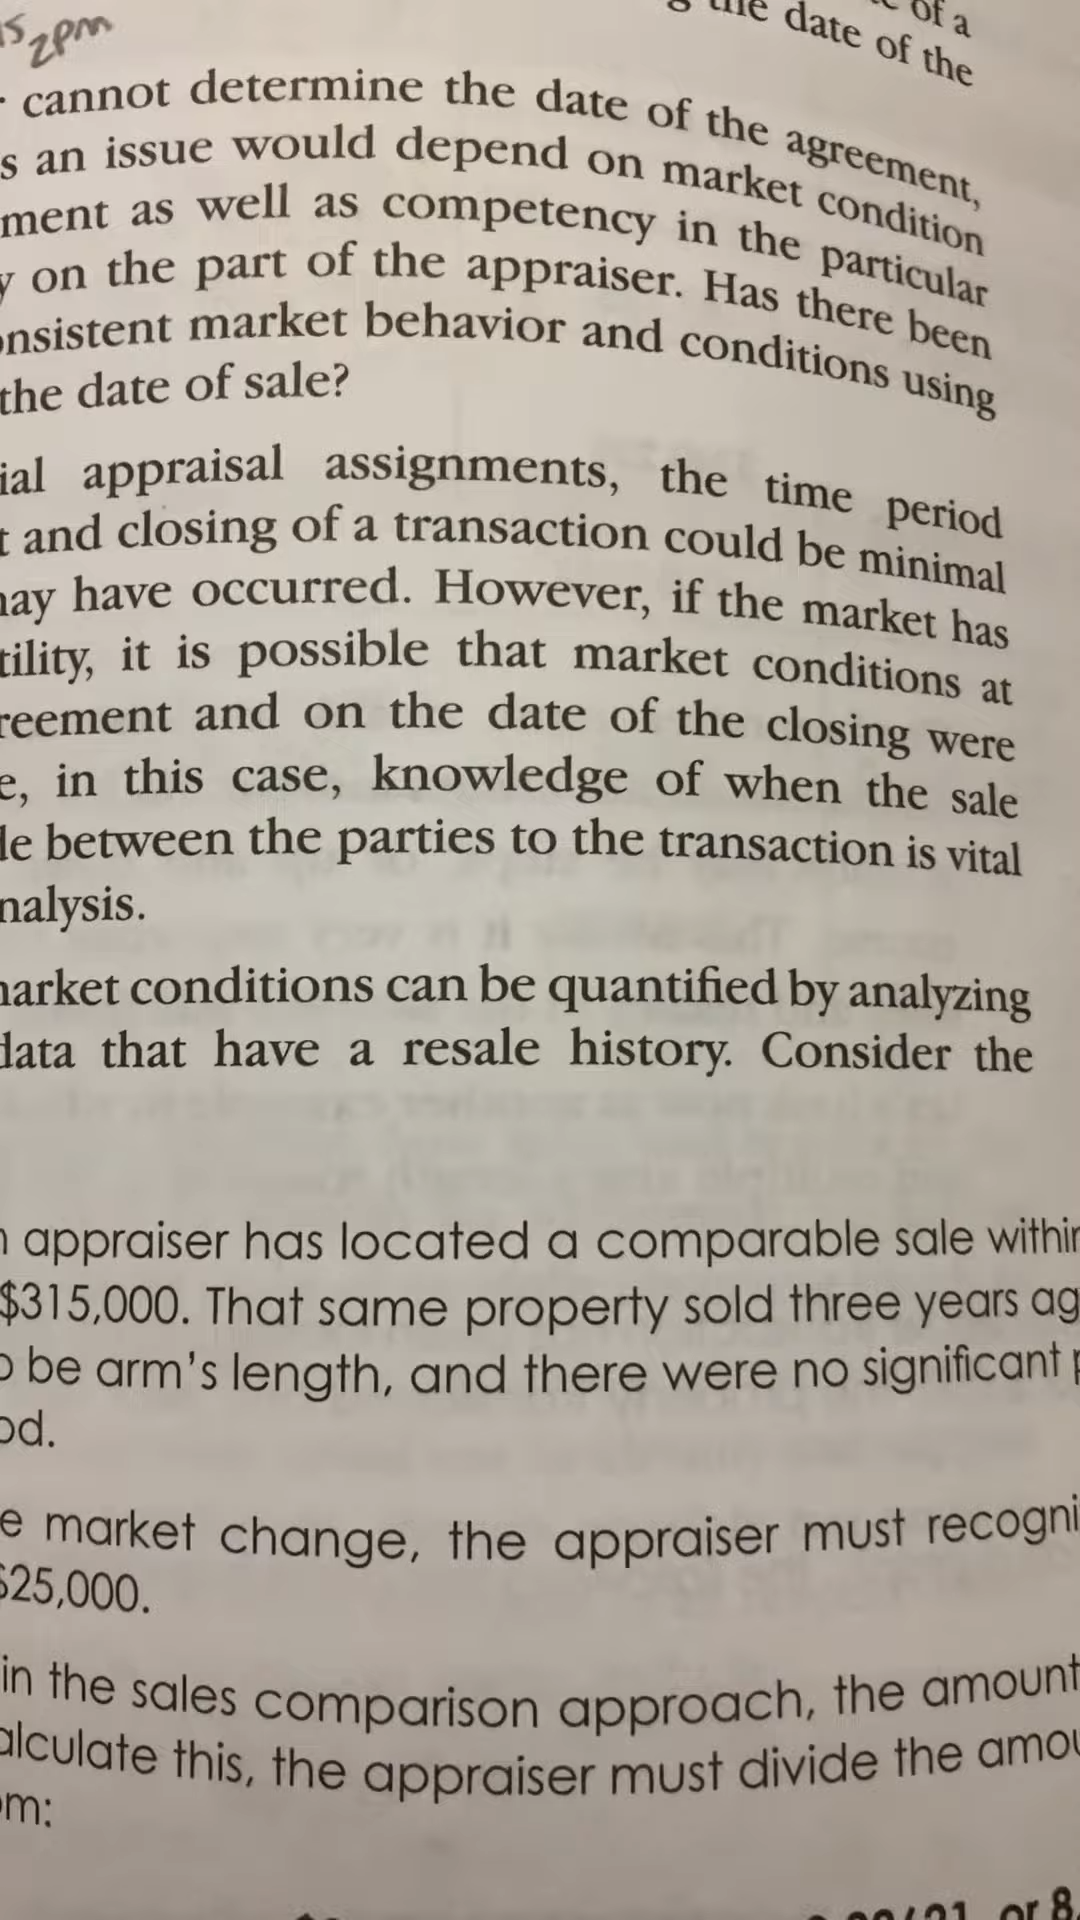 2pm
of a
the date of the
cannot determine the date of the agreement,
s an issue would depend on market condition
ment as well as competency in the particular
y on the part of the appraiser. Has there been
onsistent market behavior and conditions using
the date of sale?
ial appraisal assignments, the time period
t and closing of a transaction could be minimal
nay have occurred. However, if the market has
tility, it is possible that market conditions at
reement and on the date of the closing were
e, in this case, knowledge of when the sale
le between the parties to the transaction is vital
nalysis.
narket conditions can be quantified by analyzing
data that have a resale history. Consider the
n appraiser has located a comparable sale within
$315,000. That same property sold three years ag
o be arm's length, and there were no significant p
od.
e market change, the appraiser must recogni
$25,000.
in the sales comparison approach, the amount
alculate this, the appraiser must divide the amou
om:
or 8